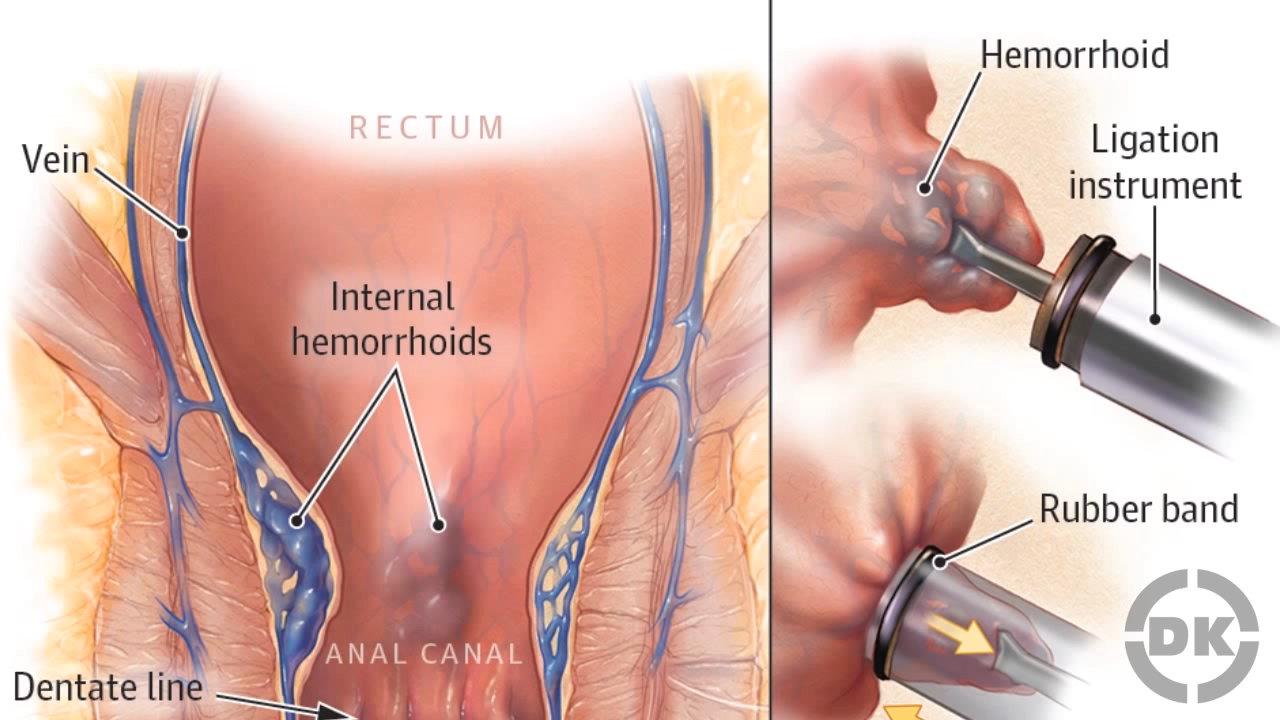 RECTUM
Vein
Internal
hemorrhoids
ANAL CANAL
Dentate line
Hemorrhoid
Ligation
instrument
Rubber band
DK